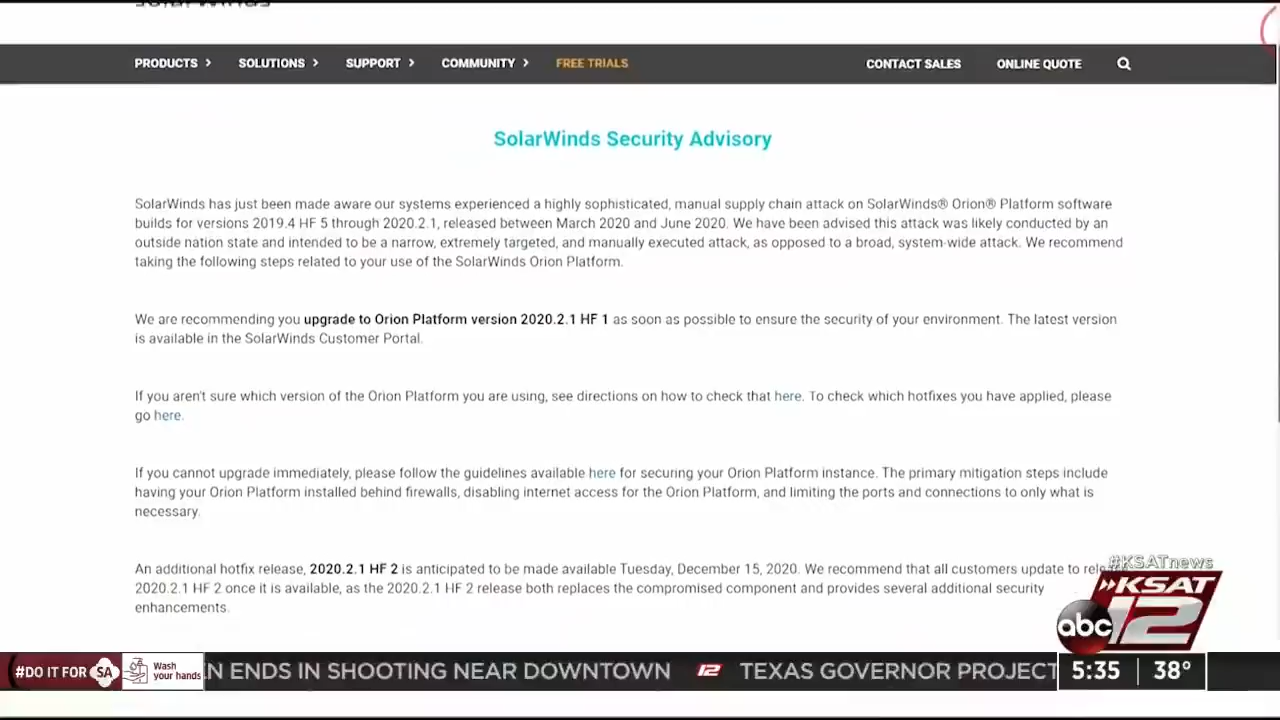 PRODUCTS > SOLUTIONS > SUPPORT > COMMUNITY > FREE TRIALS CONTACT SALES ONLINE QUOTE
SolarWinds Security Advisory
SolarWinds has just been made aware our systems experienced a highly sophisticated, manual supply chain attack on SolarWinds® Orion® Platform software
builds for versions 2019.4 HF 5 through 2020.2.1, released between March 2020 and June 2020. We have been advised this attack was likely conducted by an
outside nation state and intended to be a narrow, extremely targeted, and manually executed attack, as opposed to a broad, system-wide attack. We recommend
taking the following steps related to your use of the SolarWinds Orion Platform.
We are recommending you upgrade to Orion Platform version 2020.2.1 HF 1 as soon as possible to ensure the security of your environment. The latest version
is available in the SolarWinds Customer Portal.
If you aren't sure which version of the Orion Platform you are using, see directions on how to check that here. To check which hotfixes you have applied, please
go here.
If you cannot upgrade immediately, please follow the guidelines available here for securing your Orion Platform instance. The primary mitigation steps include
having your Orion Platform installed behind firewalls, disabling internet access for the Orion Platform, and limiting the ports and connections to only what is
necessary.
An additional hotfix release, 2020.2.1 HF 2 is anticipated to be made available Tuesday, December 15, 2020. We recommend that all customers update to
2020.2.1 HF 2 once it is available, as the 2020.2.1 HF 2 release both replaces the compromised component and provides several additional security
enhancements.
#KSATnews
KSAT
abc 12
#DO IT FOR SA
Wash
your hands
N ENDS IN SHOOTING NEAR DOWNTOWN 12 TEXAS GOVERNOR PROJECT
5:35 38°